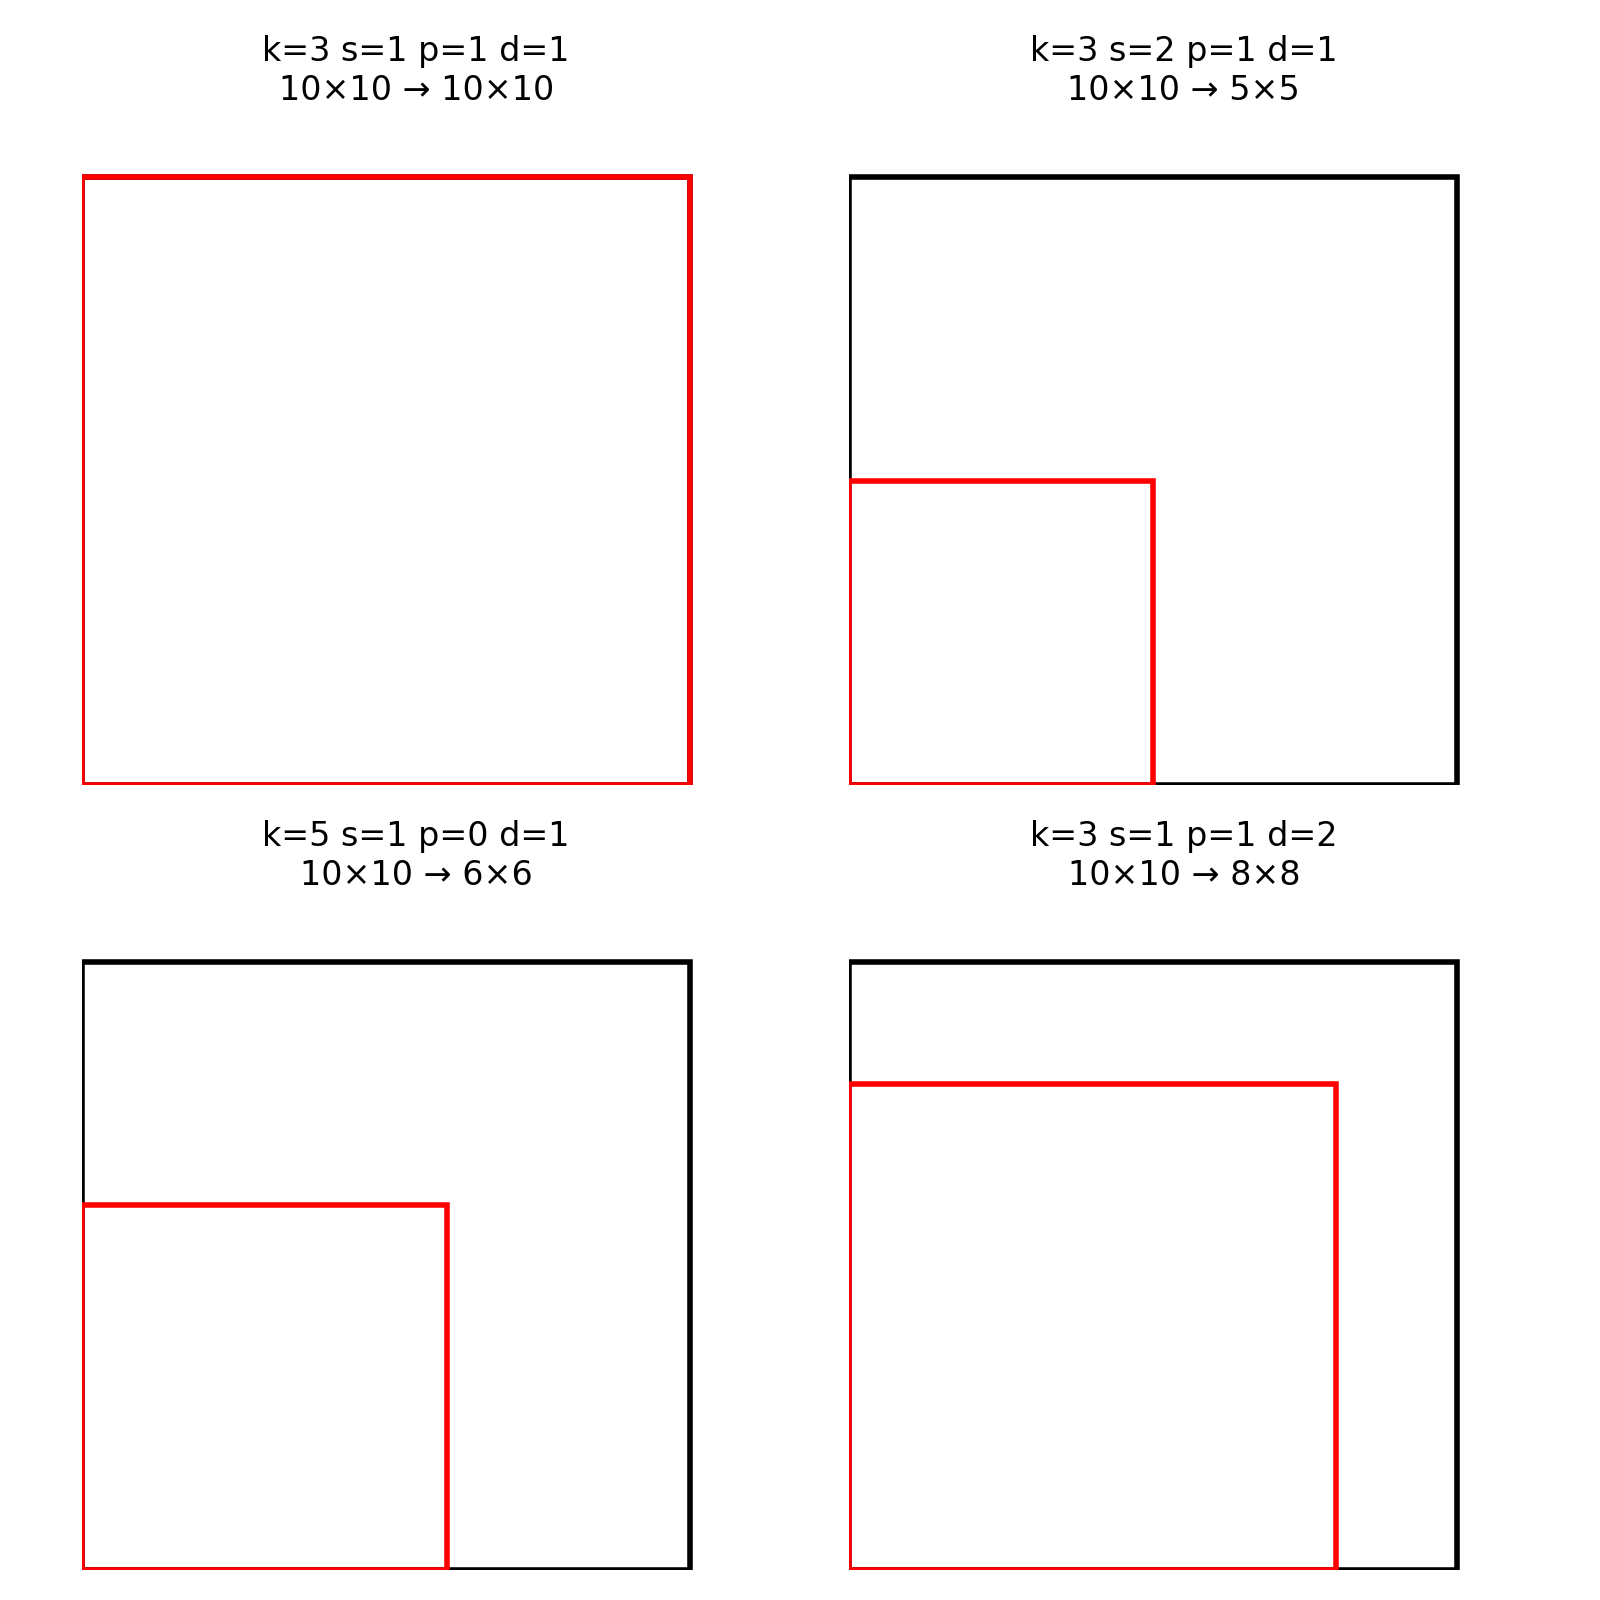 k=3 s=1 p=1 d=1
10×10 → 10×10
k=3 s=2 p=1 d=1
10×10 → 5×5
k=5 s=1 p=0 d=1
10×10 → 6×6
k=3 s=1 p=1 d=2
10×10 → 8×8